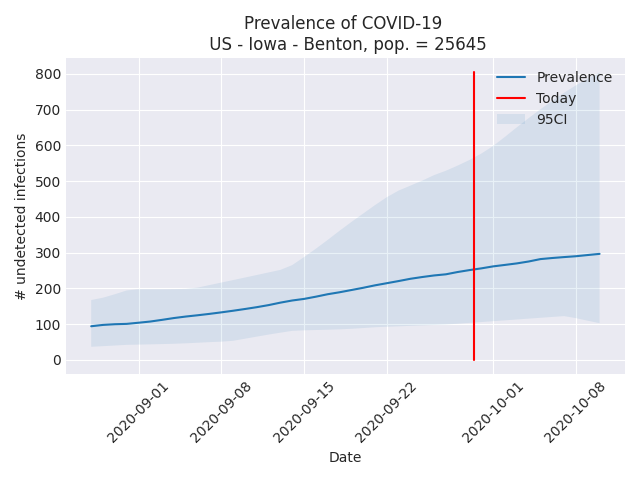 Prevalence of COVID-19
US - Iowa - Benton, pop. = 25645
800
700
600
500
400
300
200
100
0
# undetected infections
Prevalence
Today
95CI
2020-09-01
2020-09-08
2020-09-15
2020-09-22
2020-10-01
2020-10-08
Date